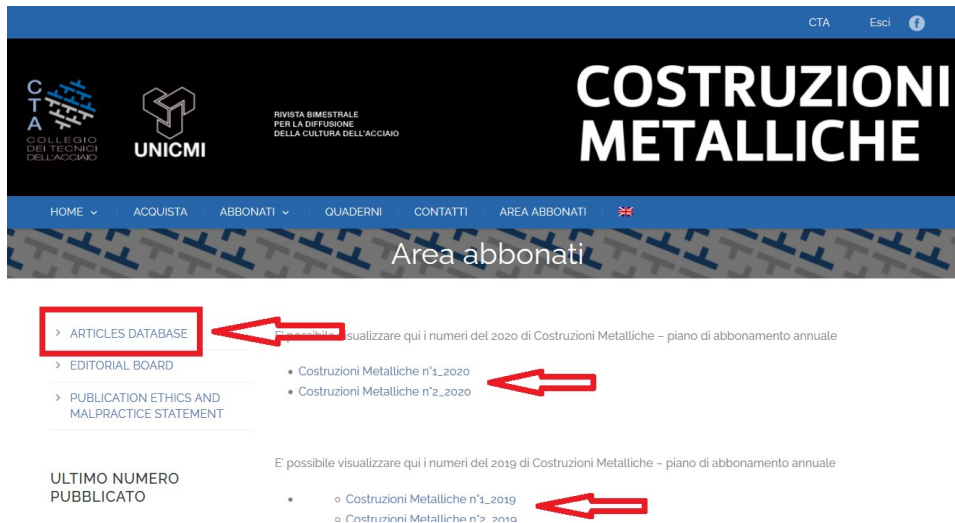 CTA Esci
COSTRUZIONI
METALLICHE
CTA
COLLEGIO
DEI TECNICI
DELL'ACCIAIO
UNICMI
RIVISTA BIMESTRALE
PER LA DIFFUSIONE
DELLA CULTURA DELL'ACCIAIO
HOME ACQUISTA ABBONATI QUADERNI CONTATTI AREA ABBONATI
Area abbonati
ARTICLES DATABASE
EDITORIAL BOARD
PUBLICATION ETHICS AND
MALPRACTICE STATEMENT
ULTIMO NUMERO
PUBBLICATO
E' possibile visualizzare qui i numeri del 2020 di Costruzioni Metalliche – piano di abbonamento annuale
Costruzioni Metalliche n°1_2020
Costruzioni Metalliche n°2_2020
E' possibile visualizzare qui i numeri del 2019 di Costruzioni Metalliche – piano di abbonamento annuale
Costruzioni Metalliche n°1_2019
Costruzioni Metalliche n°2_2019